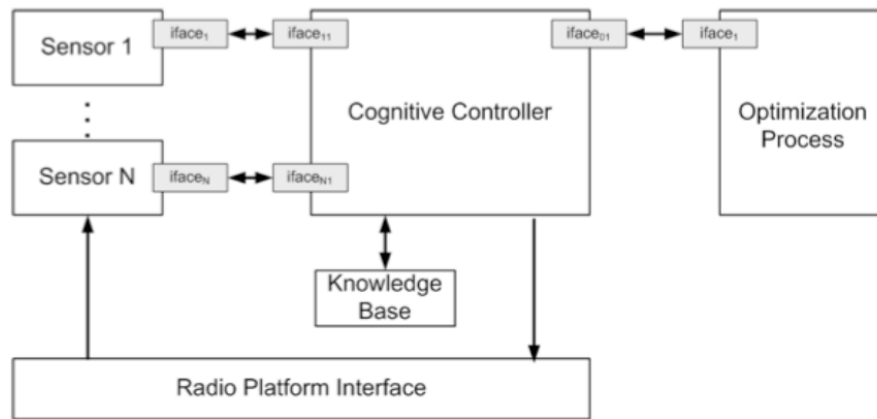 Sensor 1
iface₁
iface₁₁
Cognitive Controller
iface₀₁
iface₁
Optimization
Process
Sensor N
ifaceN
ifaceN1
Knowledge
Base
Radio Platform Interface